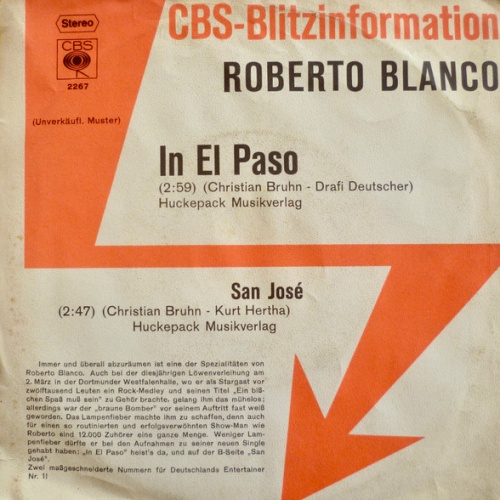 Stereo
CBS
2267
CBS-Blitzinformation
ROBERTO BLANCO
(Unverkäufl. Muster)
In El Paso
(2:59) (Christian Bruhn - Drafi Deutscher)
Huckepack Musikverlag
San José
(2:47) (Christian Bruhn - Kurt Hertha)
Huckepack Musikverlag
Immer und überall abzuräumen ist eine der Spezialitäten von
Roberto Blanco. Auch bei der diesjährigen Löwenverleihung am
2. März in der Dortmunder Westfalenhalle, wo er als Stargast vor
zwölftausend Leuten ein Rock-Medley und seinen Titel „Ein biß-
chen Spaß muß sein" zu Gehör brachte, gelang ihm das mühelos;
allerdings war der „braune Bomber" vor seinem Auftritt fast weiß
geworden. Das Lampenfieber machte ihm zu schaffen, denn auch
für einen so routinierten und erfolgsverwöhnten Show-Man wie
Roberto sind 12.000 Zuhörer eine ganze Menge. Weniger Lam-
penfieber dürfte er bei den Aufnahmen zu seiner neuen Single
gehabt haben: „In El Paso" heist's da, und auf der B-Seite „San
José".
Zwei maßgeschneiderte Nummern für Deutschlands Entertainer
Nr. 1!